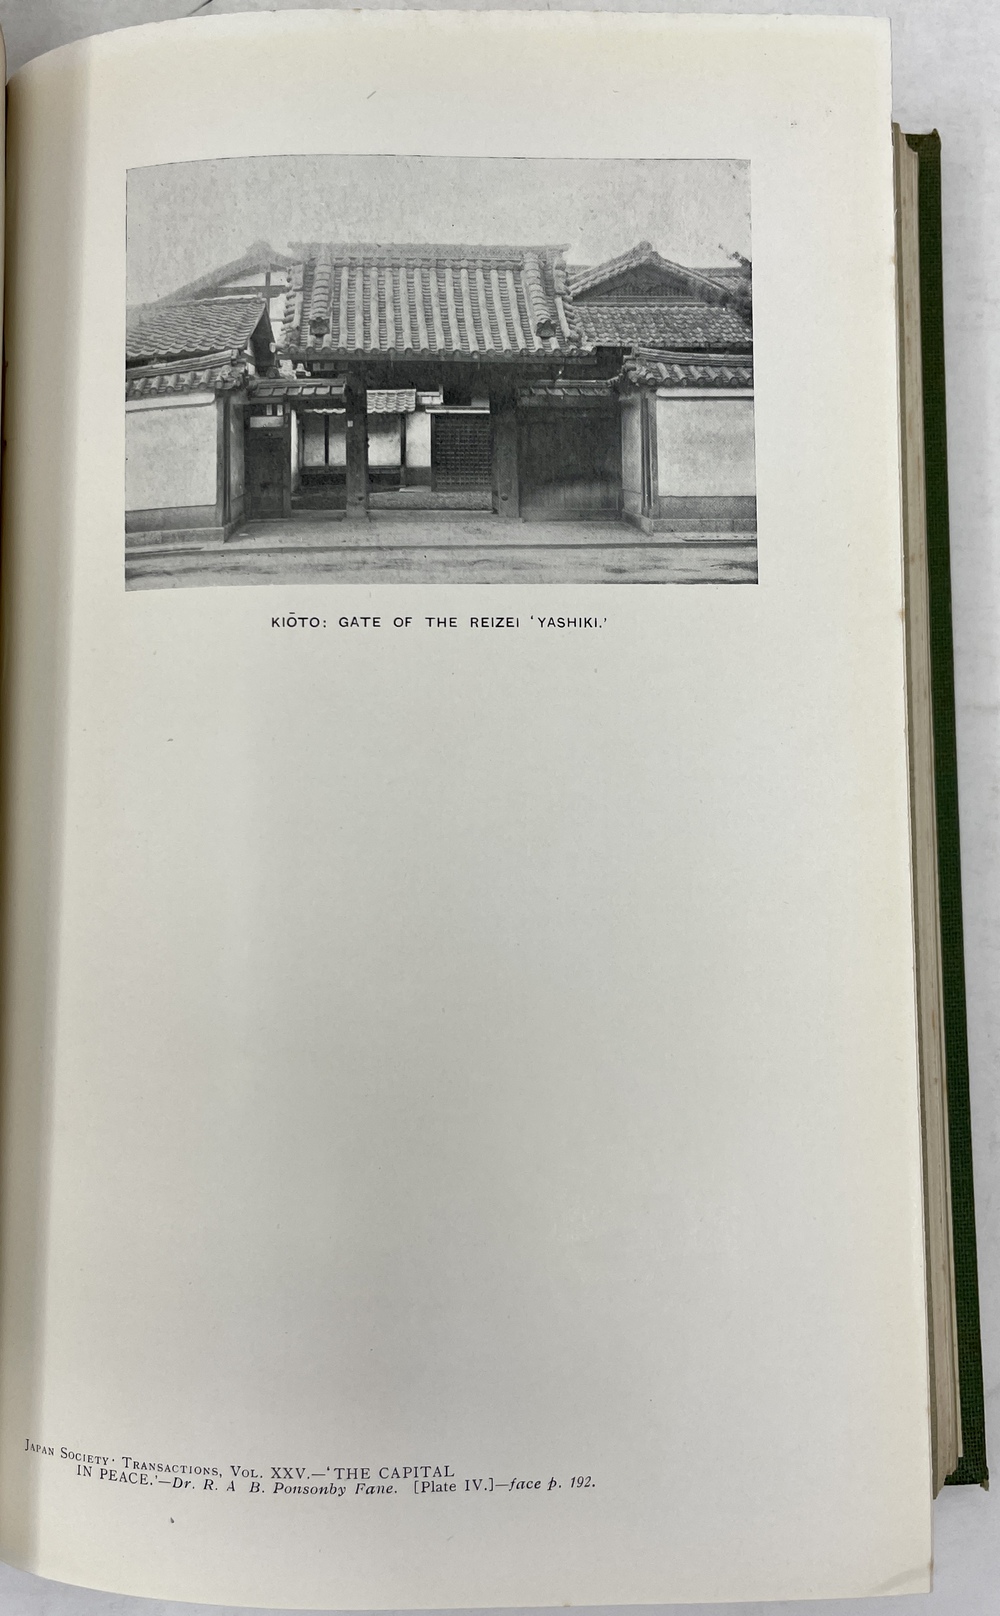 KIŌTO: GATE OF THE REIZEI ‘YASHIKI.’
JAPAN SOCIETY· TRANSACTIONS, VOL. XXV.—‘THE CAPITAL
IN PEACE.’—Dr. R. A B. Ponsonby Fane. [Plate IV.]—face p. 192.